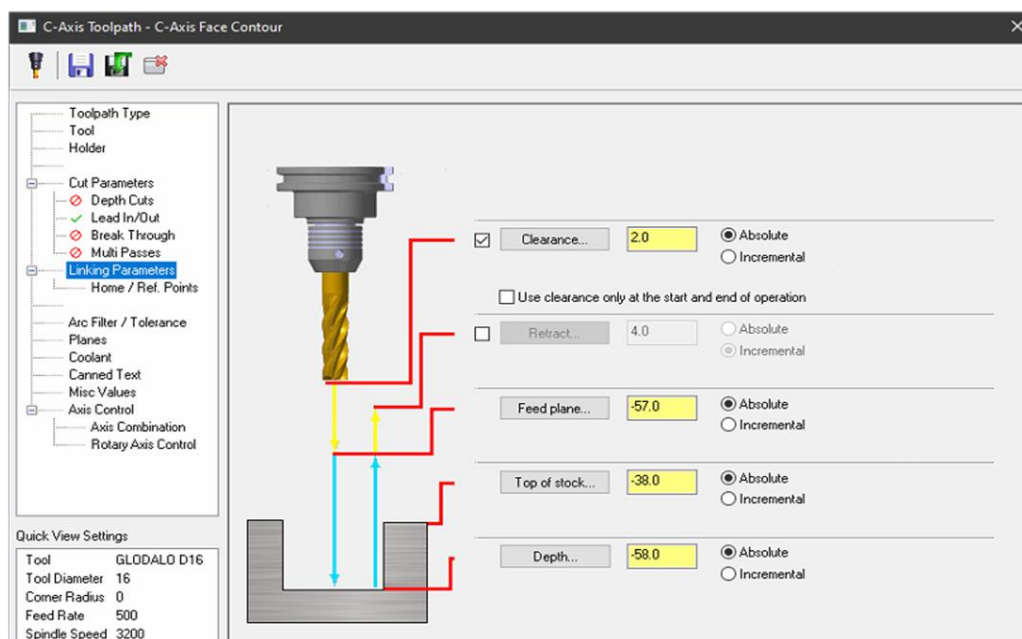 C-Axis Toolpath - C-Axis Face Contour
Toolpath Type
Tool
Holder
Cut Parameters
Depth Cuts
Lead In/Out
Break Through
Multi Passes
Linking Parameters
Home / Ref. Points
Arc Filter / Tolerance
Planes
Coolant
Canned Text
Misc Values
Axis Control
Axis Combination
Rotary Axis Control
Quick View Settings
Tool GLODALO D16
Tool Diameter 16
Corner Radius 0
Feed Rate 500
Spindle Speed 3200
Clearance... 2.0 Absolute
Incremental
Use clearance only at the start and end of operation
Retract... 4.0 Absolute
Incremental
Feed plane... -57.0 Absolute
Incremental
Top of stock... -38.0 Absolute
Incremental
Depth... -58.0 Absolute
Incremental